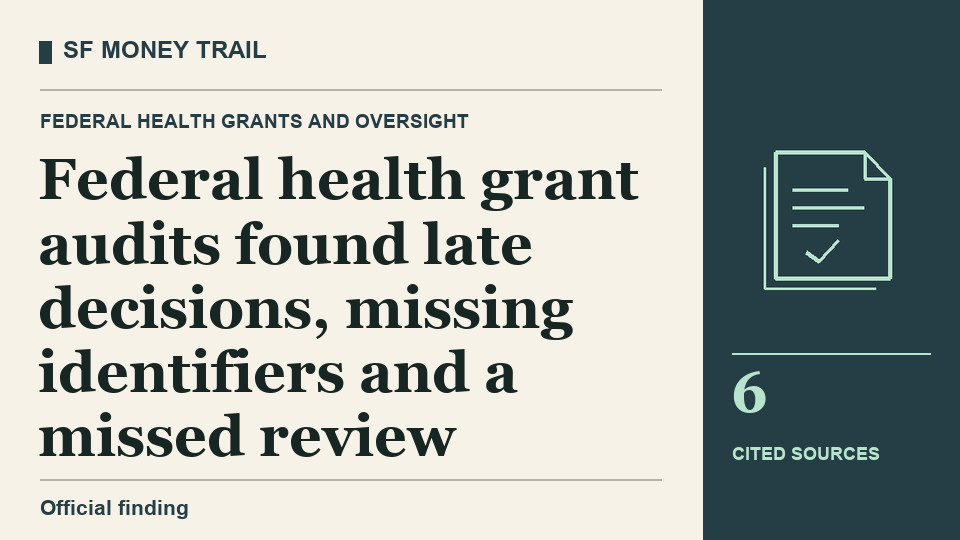 SF MONEY TRAIL
FEDERAL HEALTH GRANTS AND OVERSIGHT
Federal health grant
audits found late
decisions, missing
identifiers and a
missed review
Official finding
6
CITED SOURCES